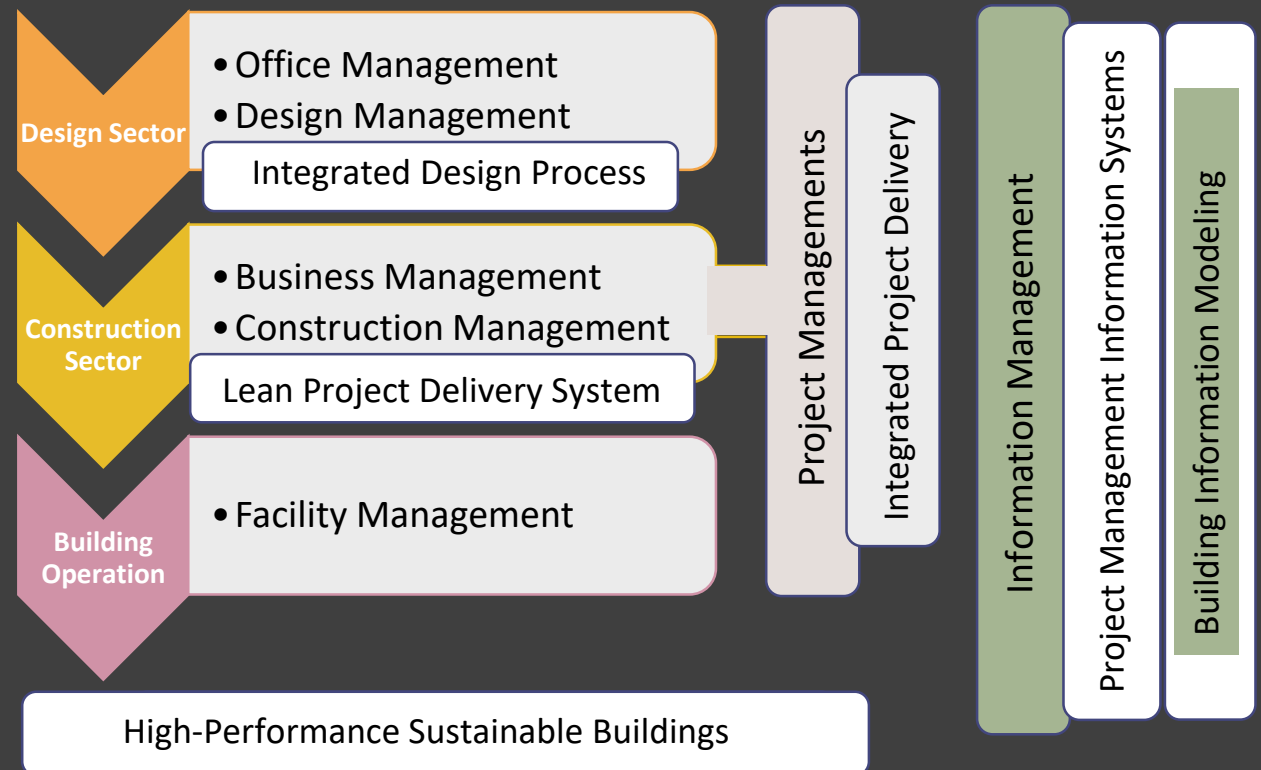 Design Sector
• Office Management
• Design Management
Integrated Design Process
Construction
Sector
• Business Management
• Construction Management
Lean Project Delivery System
Building
Operation
• Facility Management
High-Performance Sustainable Buildings
Project Managements
Integrated Project Delivery
Information Management
Project Management Information Systems
Building Information Modeling